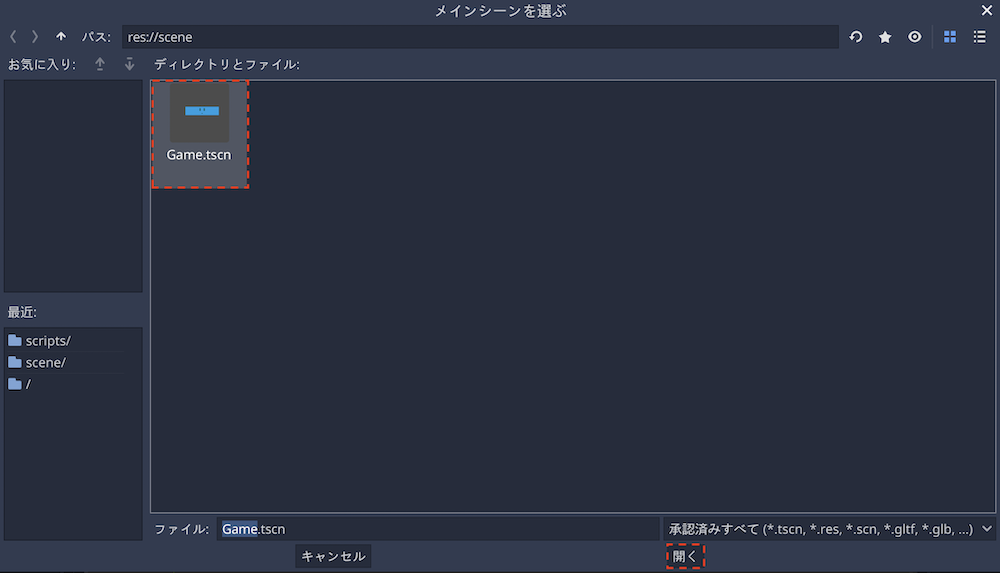 メインシーンを選ぶ
パス: res://scene
お気に入り: ディレクトリとファイル:
Game.tscn
最近:
scripts/
scene/
/
ファイル: Game.tscn 承認済みすべて (*.tscn, *.res, *.scn, *.gltf, *.glb, ...)
キャンセル 開く